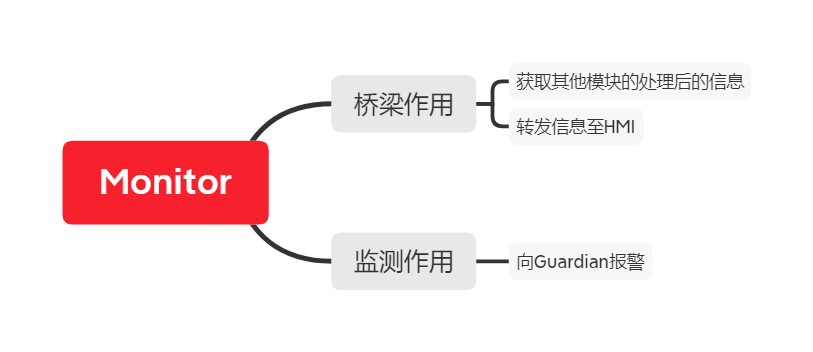 Monitor
桥梁作用
获取其他模块的处理后的信息
转发信息至HMI
监测作用
向Guardian报警